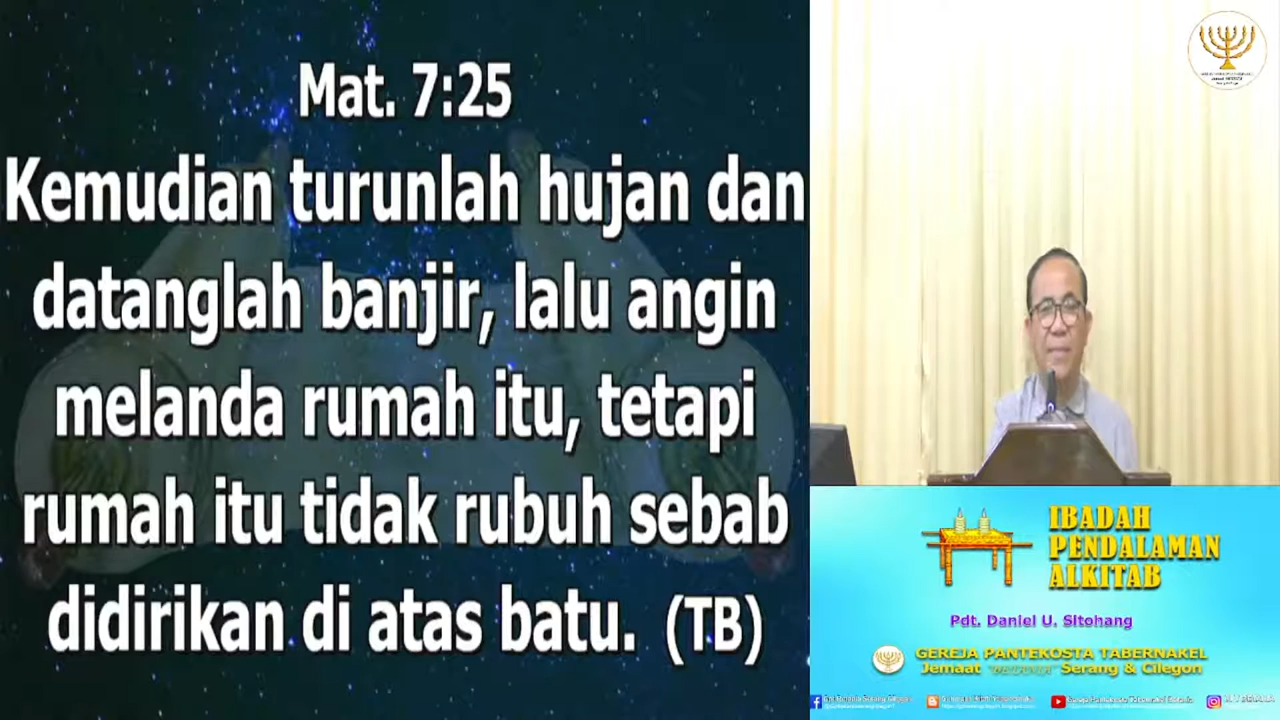 Mat. 7:25
Kemudian turunlah hujan dan
datanglah banjir, lalu angin
melanda rumah itu, tetapi
rumah itu tidak rubuh sebab
didirikan di atas batu. (TB)
IBADAH
PENDALAMAN
ALKITAB
Pdt. Daniel U. Sitohang
GEREJA PANTEKOSTA TABERNAKEL
Jemaat "BETANIA" Serang & Cilegon